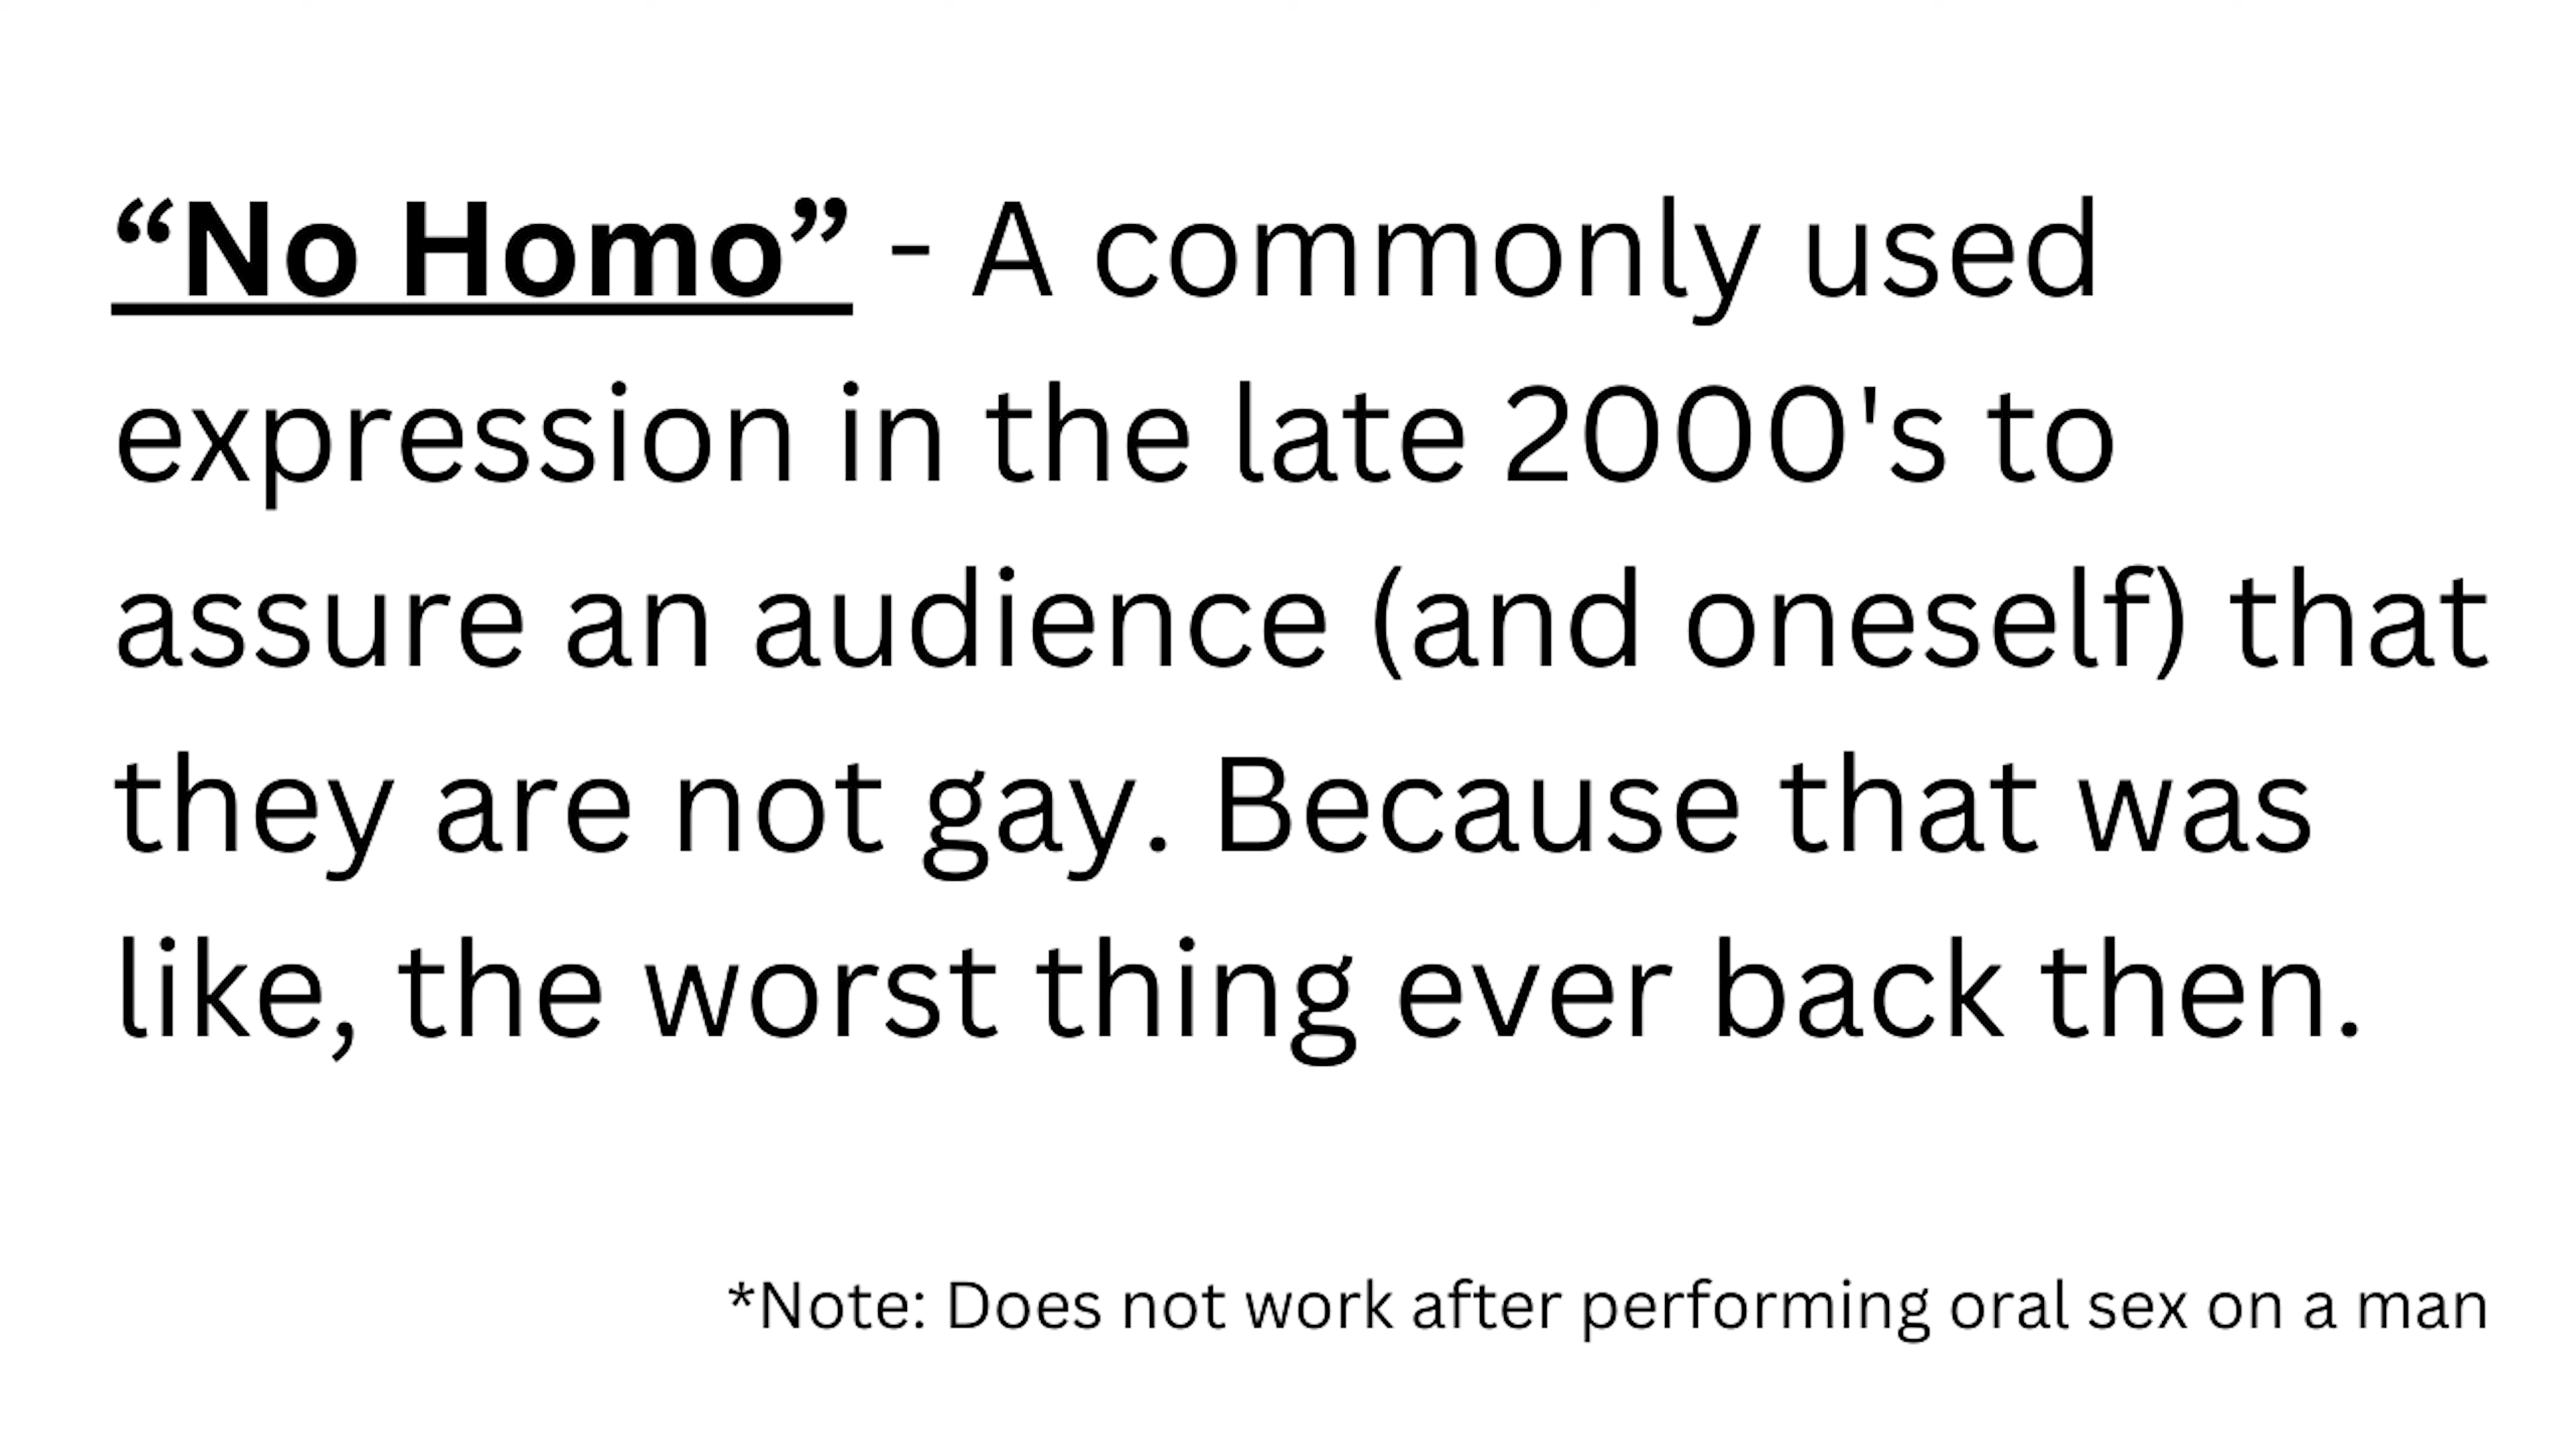 “No Homo” - A commonly used
expression in the late 2000's to
assure an audience (and oneself) that
they are not gay. Because that was
like, the worst thing ever back then.
*Note: Does not work after performing oral sex on a man